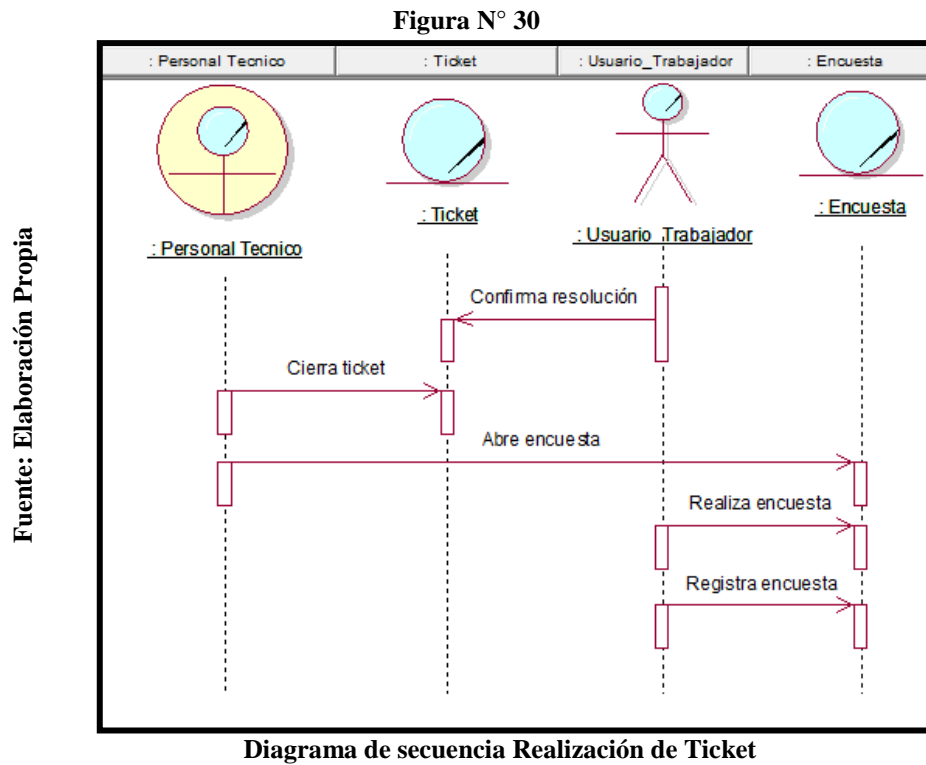 Figura N° 30
: Personal Tecnico
: Ticket
: Usuario_Trabajador
: Encuesta
: Personal Tecnico
: Ticket
: Usuario_Trabajador
: Encuesta
Confirma resolución
Cierra ticket
Abre encuesta
Realiza encuesta
Registra encuesta
Fuente: Elaboración Propia
Diagrama de secuencia Realización de Ticket